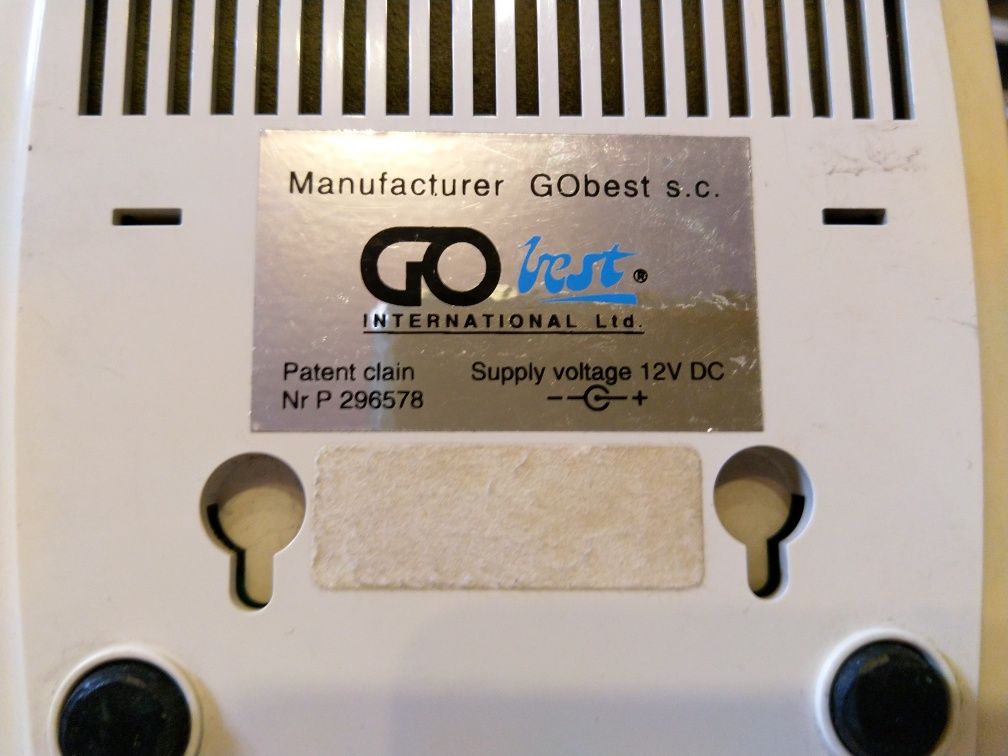 Manufacturer GObest s.c.
GO best ®
INTERNATIONAL Ltd.
Patent clain Supply voltage 12V DC
Nr P 296578 - +